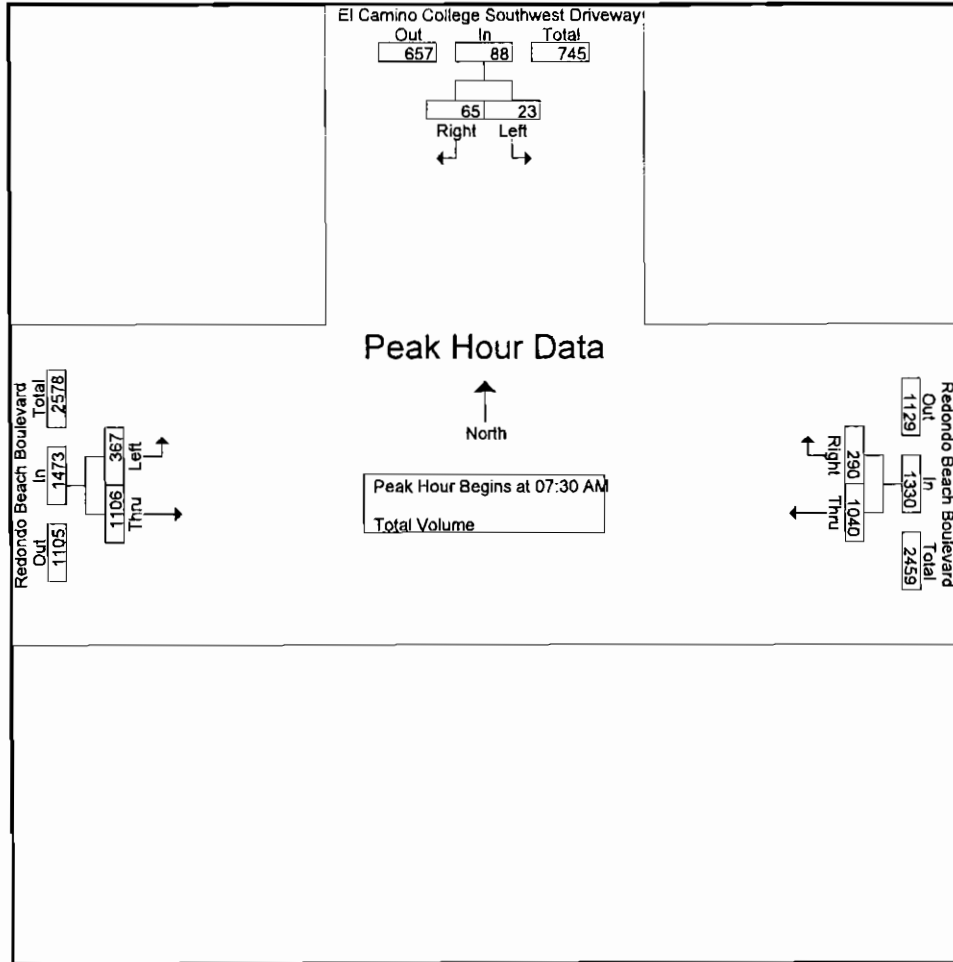 El Camino College Southwest Driveway
Out In Total
657 88 745
65 23
Right Left
Peak Hour Data
North
Peak Hour Begins at 07:30 AM
Total Volume
Redondo Beach Boulevard
Out In Total
1105 1473 2578
1106 367
Thru Left
Redondo Beach Boulevard
Out In Total
1129 1330 2459
290 1040
Right Thru